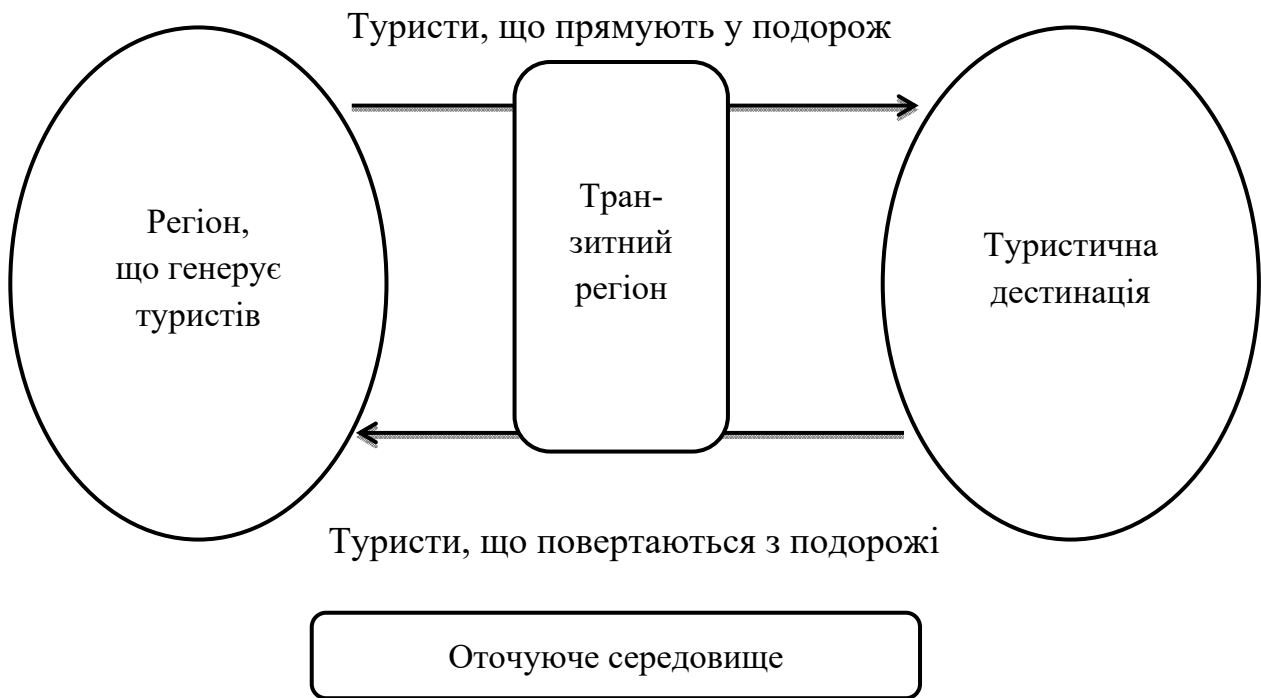 Туристи, що прямують у подорож
Регіон,
що генерує
туристів
Тран-
зитний
регіон
Туристична
дестинація
Туристи, що повертаються з подорожі
Оточуюче середовище